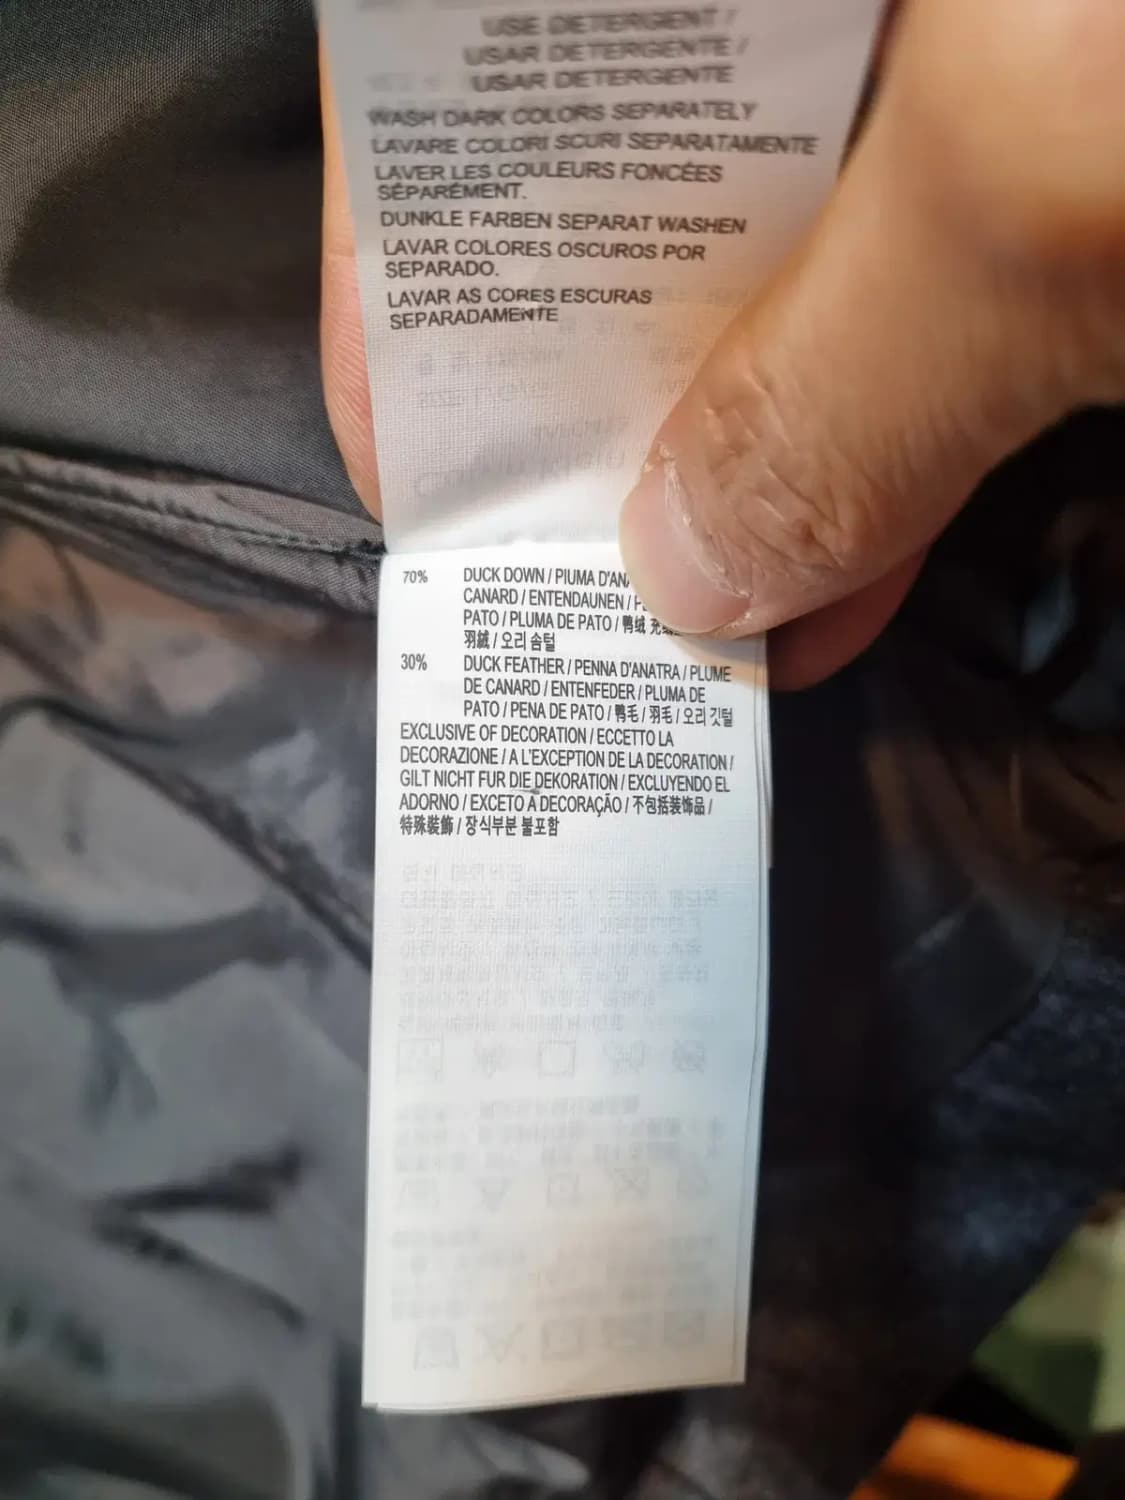 USE DETERGENT /
USAR DETERGENTE /
USAR DETERGENTE
WASH DARK COLORS SEPARATELY
LAVARE COLORI SCURI SEPARATAMENTE
LAVER LES COULEURS FONCÉES
SÉPARÉMENT.
DUNKLE FARBEN SEPARAT WASHEN
LAVAR COLORES OSCUROS POR
SEPARADO.
LAVAR AS CORES ESCURAS
SEPARADAMENTE
70% DUCK DOWN / PIUMA
CANARD / ENTENDAUNEN /
PATO / PLUMA DE PATO / 鸭绒
羽絨 / 오리 솜털
30% DUCK FEATHER / PENNA D'ANATRA / PLUME
DE CANARD / ENTENFEDER / PLUMA DE
PATO / PENA DE PATO / 鸭毛 / 羽毛 / 오리 깃털
EXCLUSIVE OF DECORATION / ECCETTO LA
DECORAZIONE / A L'EXCEPTION DE LA DECORATION /
GILT NICHT FUR DIE DEKORATION / EXCLUYENDO EL
ADORNO / EXCETO A DECORAÇÃO / 不包括装饰品 /
特殊裝飾 / 장식부분 불포함